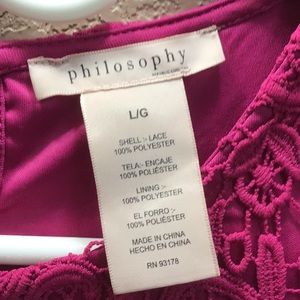 philosophy
L/G
SHELL :- LACE
100% POLYESTER
TELA:- ENCAJE
100% POLIÉSTER
LINING :-
100% POLYESTER
EL FORRO :-
100% POLIÉSTER
MADE IN CHINA
HECHO EN CHINA
RN 93178